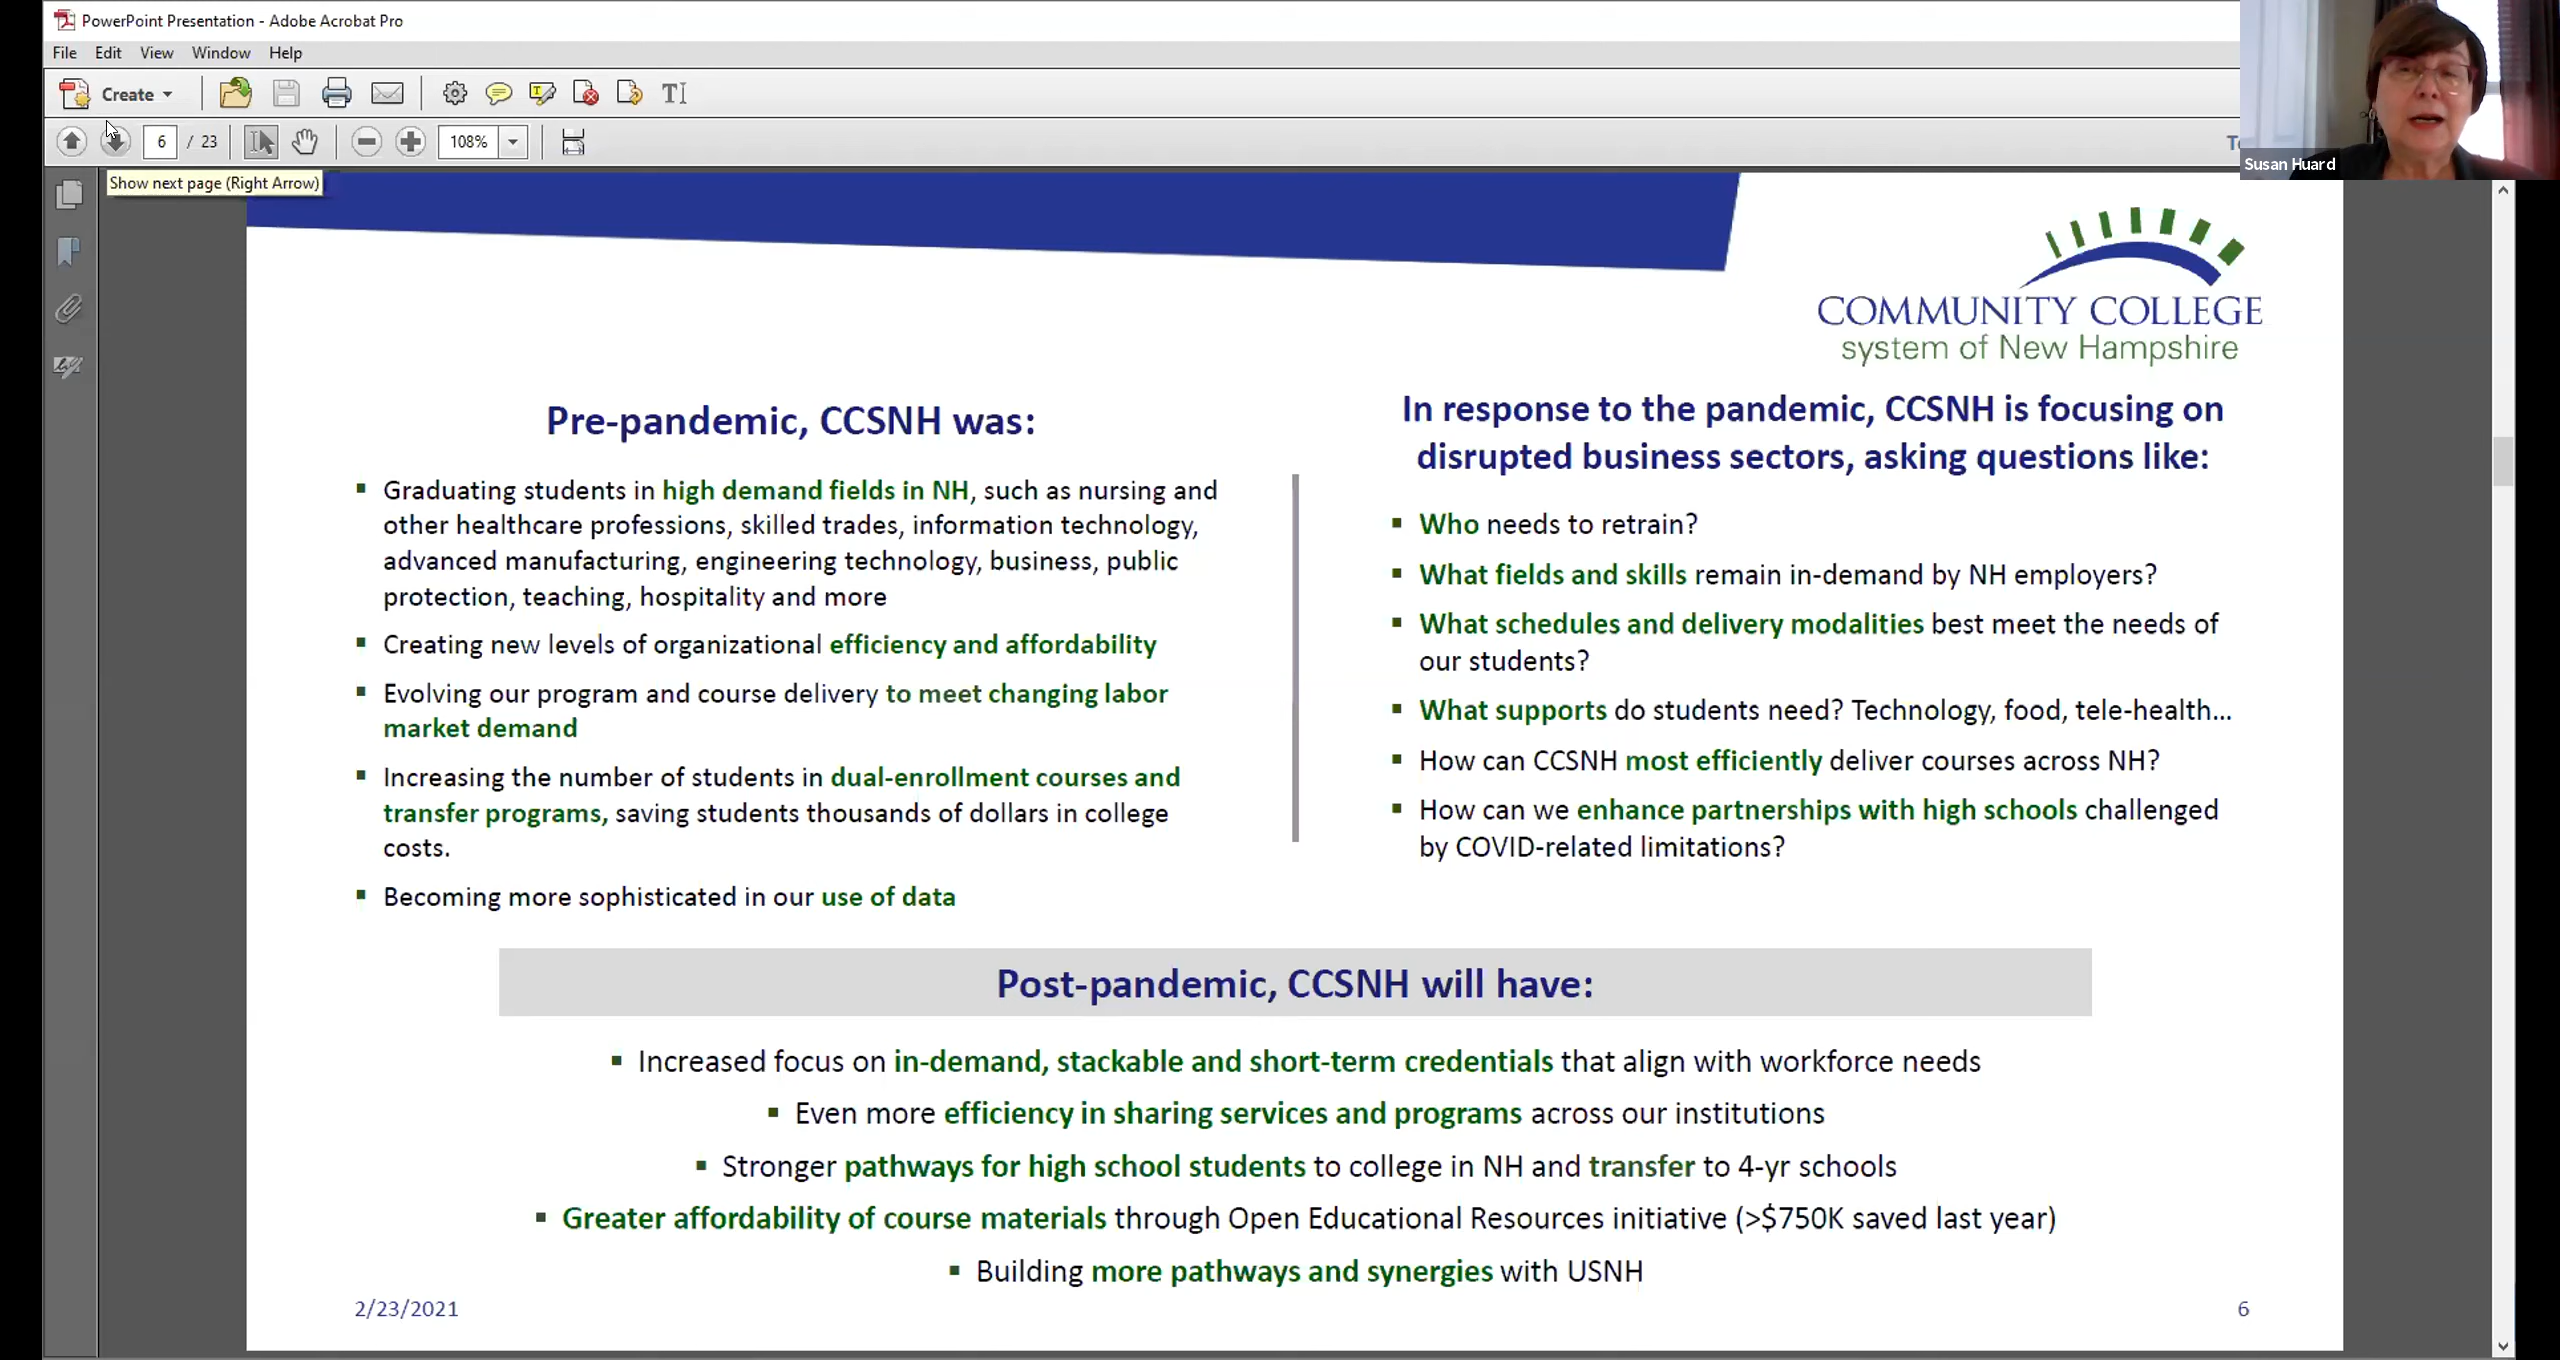 PowerPoint Presentation - Adobe Acrobat Pro
File Edit View Window Help
Create
6 / 23 108%
Show next page (Right Arrow)
Susan Huard
COMMUNITY COLLEGE
system of New Hampshire
Pre-pandemic, CCSNH was:
▪ Graduating students in high demand fields in NH, such as nursing and
other healthcare professions, skilled trades, information technology,
advanced manufacturing, engineering technology, business, public
protection, teaching, hospitality and more
▪ Creating new levels of organizational efficiency and affordability
▪ Evolving our program and course delivery to meet changing labor
market demand
▪ Increasing the number of students in dual-enrollment courses and
transfer programs, saving students thousands of dollars in college
costs.
▪ Becoming more sophisticated in our use of data
In response to the pandemic, CCSNH is focusing on
disrupted business sectors, asking questions like:
▪ Who needs to retrain?
▪ What fields and skills remain in-demand by NH employers?
▪ What schedules and delivery modalities best meet the needs of
our students?
▪ What supports do students need? Technology, food, tele-health...
▪ How can CCSNH most efficiently deliver courses across NH?
▪ How can we enhance partnerships with high schools challenged
by COVID-related limitations?
Post-pandemic, CCSNH will have:
▪ Increased focus on in-demand, stackable and short-term credentials that align with workforce needs
▪ Even more efficiency in sharing services and programs across our institutions
▪ Stronger pathways for high school students to college in NH and transfer to 4-yr schools
▪ Greater affordability of course materials through Open Educational Resources initiative (>$750K saved last year)
▪ Building more pathways and synergies with USNH
2/23/2021
6